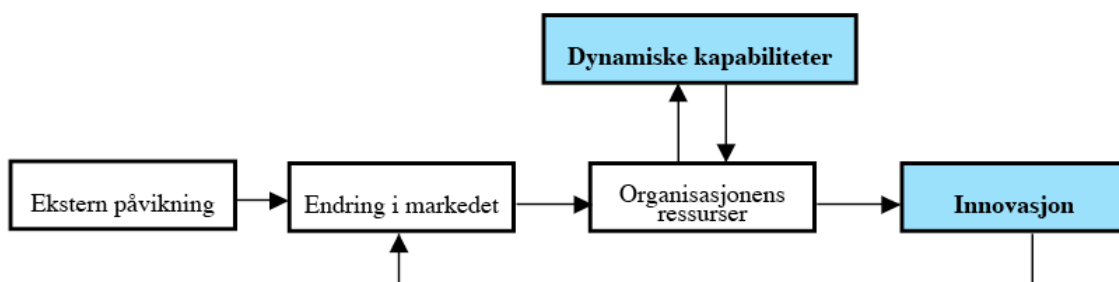 Dynamiske kapabiliteter
Ekstern påvikning
Endring i markedet
Organisasjonens
ressurser
Innovasjon